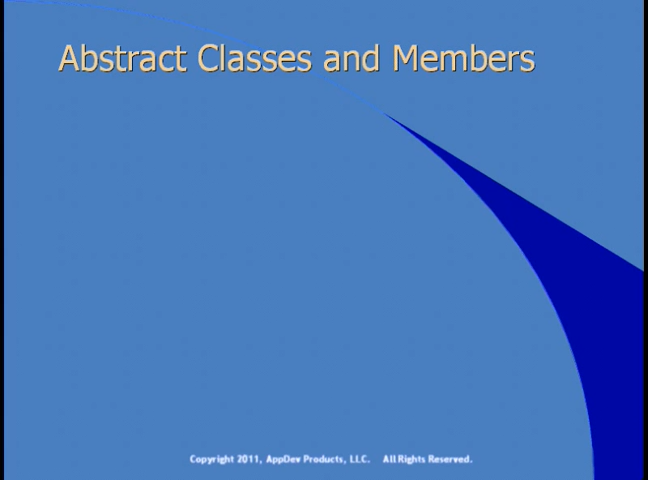 Abstract Classes and Members
Copyright 2011, AppDev Products, LLC. All Rights Reserved.